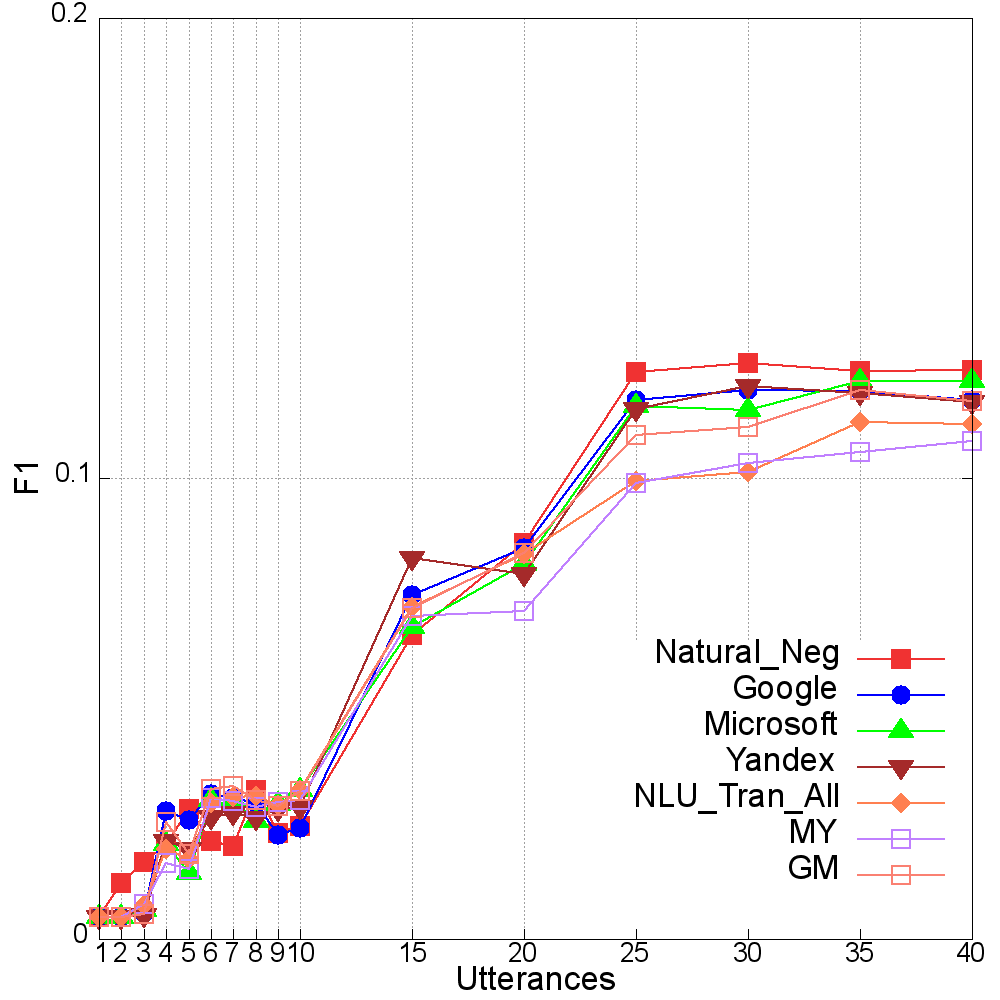 0.2
F1
0.1
0
1 2 3 4 5 6 7 8 9 10 15 20 25 30 35 40
Utterances
Natural_Neg
Google
Microsoft
Yandex
NLU_Tran_All
MY
GM